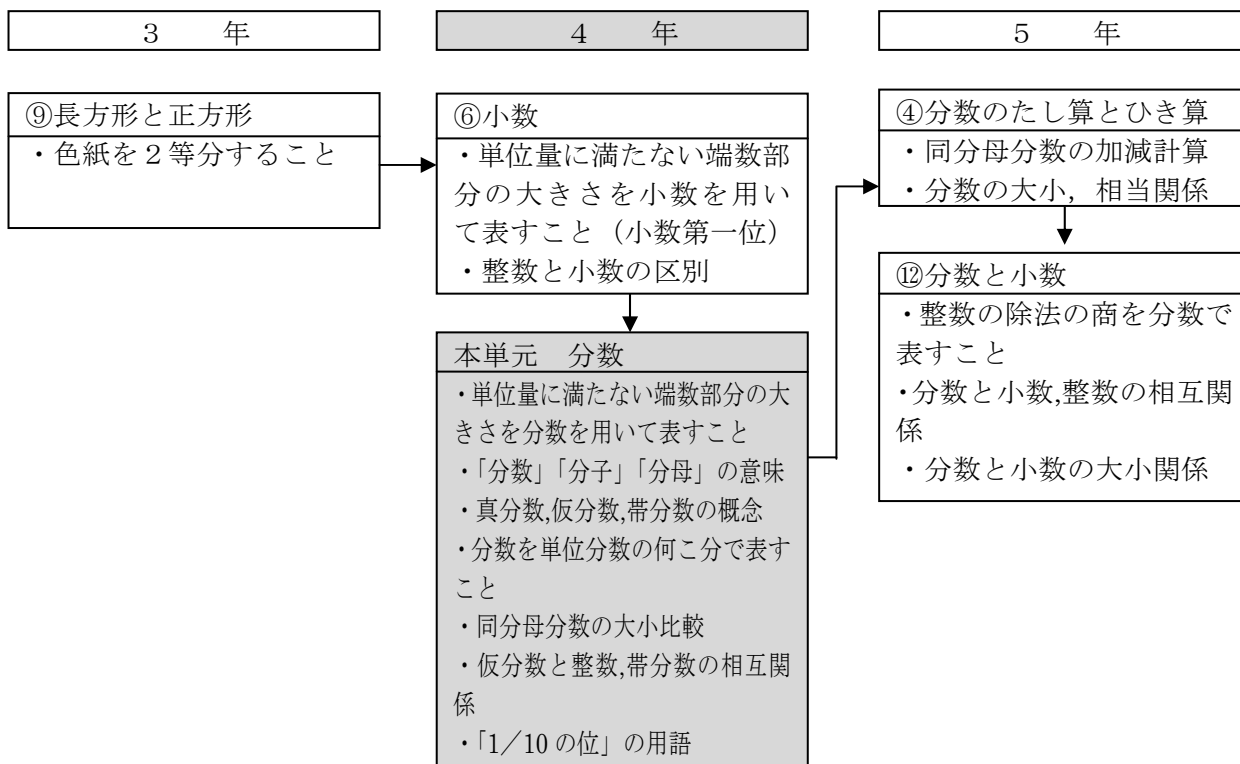 ３　　年
４　　年
５　　年
⑨長方形と正方形
・色紙を２等分すること
⑥小数
・単位量に満たない端数部
分の大きさを小数を用い
て表すこと（小数第一位）
・整数と小数の区別
本単元　分数
・単位量に満たない端数部分の大
きさを分数を用いて表すこと
・「分数」「分子」「分母」の意味
・真分数,仮分数,帯分数の概念
・分数を単位分数の何こ分で表す
こと
・同分母分数の大小比較
・仮分数と整数,帯分数の相互関
係
・「1／10 の位」の用語
④分数のたし算とひき算
・同分母分数の加減計算
・分数の大小，相当関係
⑫分数と小数
・整数の除法の商を分数で
表すこと
・分数と小数,整数の相互関
係
・分数と小数の大小関係